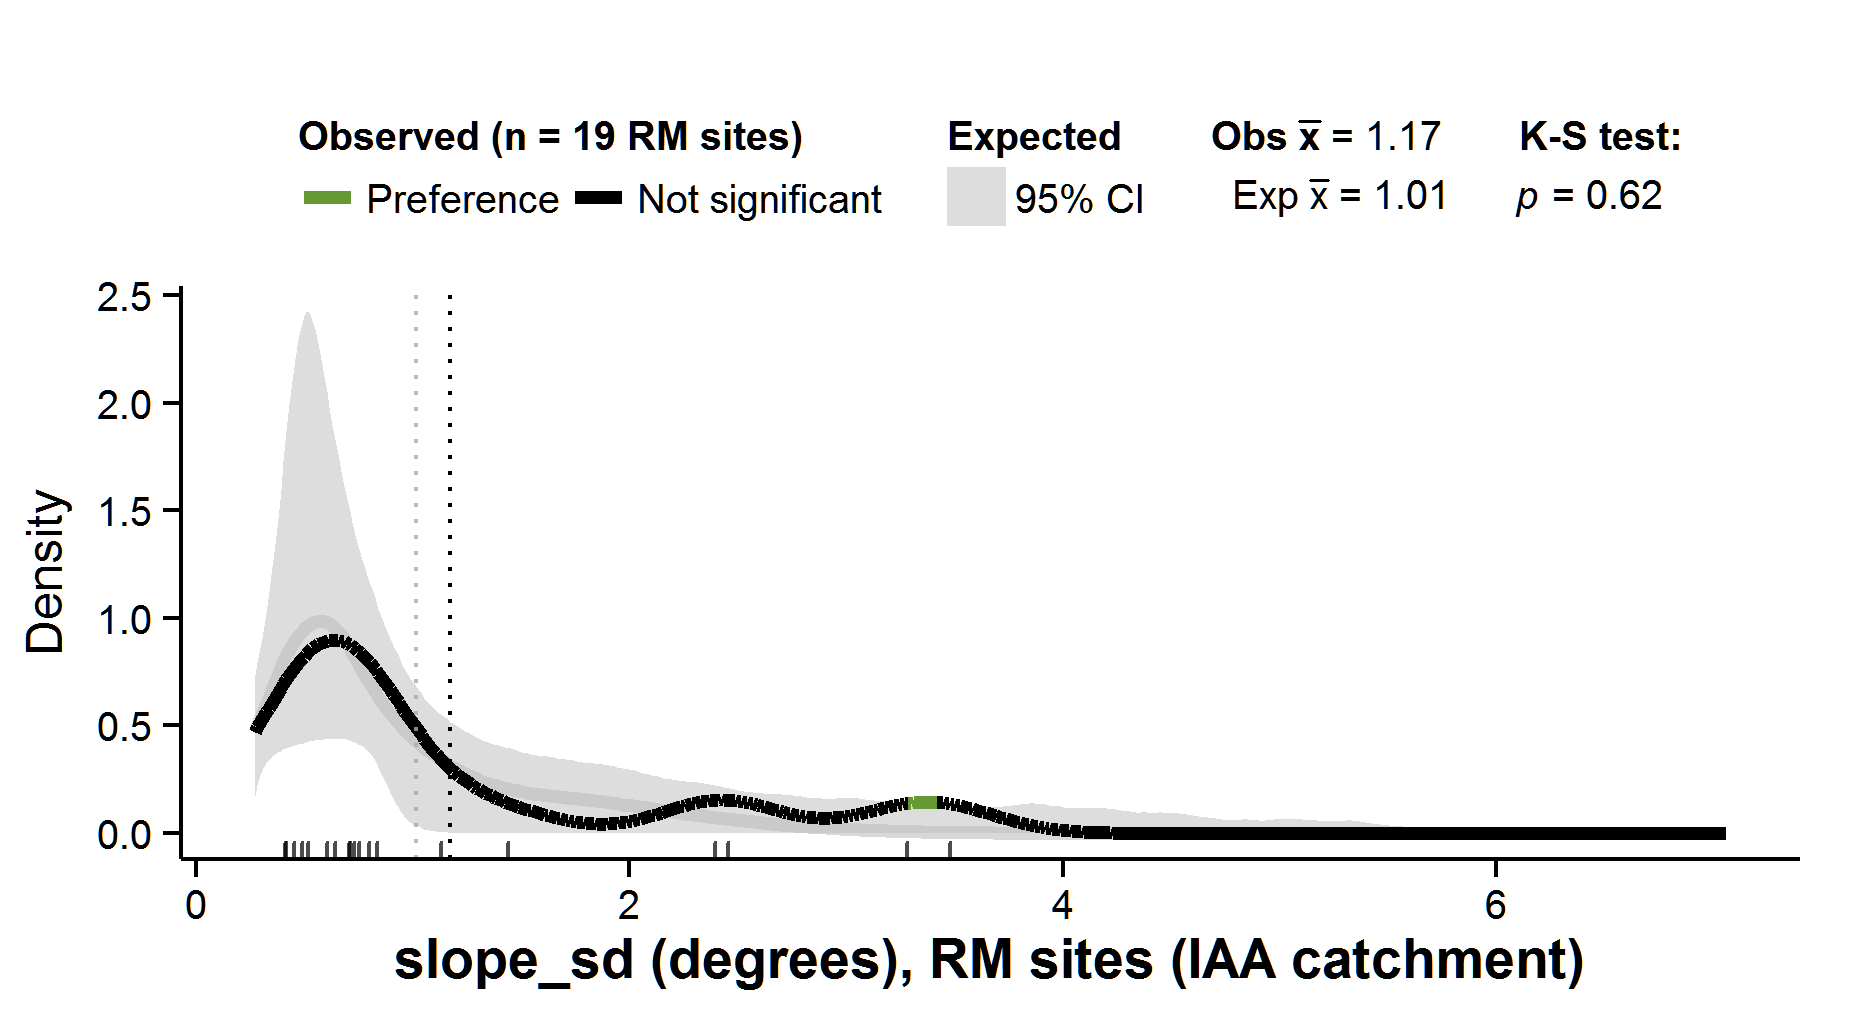 Observed (n = 19 RM sites) Expected Obs x̅ = 1.17 K-S test:
Preference Not significant 95% CI Exp x̅ = 1.01 p = 0.62
2.5
2.0
1.5
1.0
0.5
0.0
Density
0 2 4 6
slope_sd (degrees), RM sites (IAA catchment)